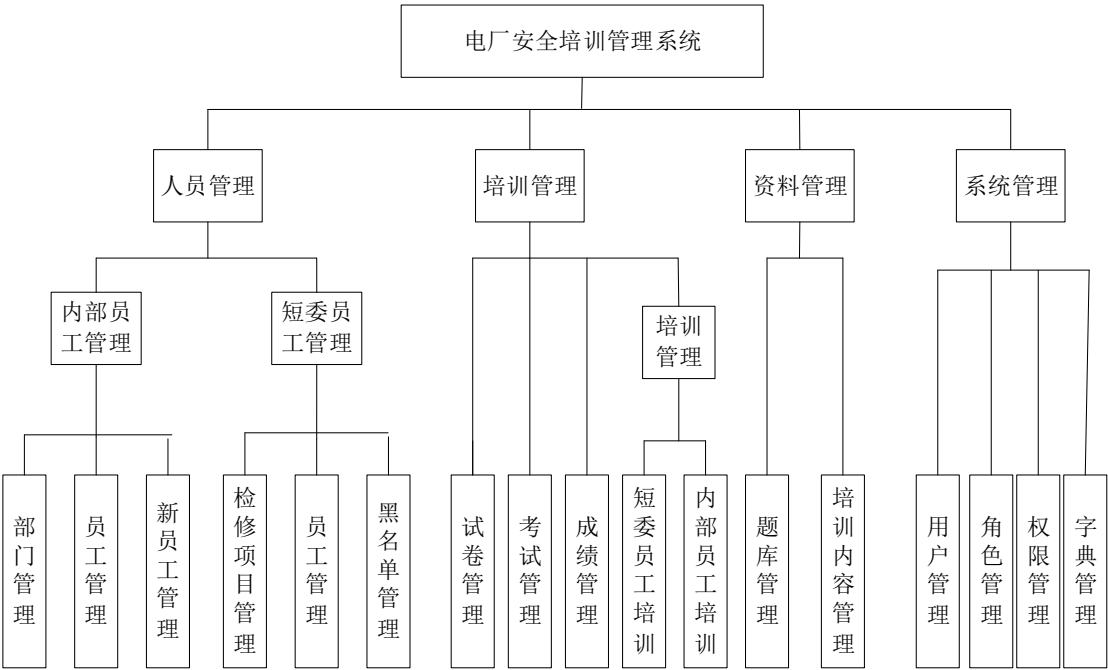 电厂安全培训管理系统
人员管理
培训管理
资料管理
系统管理
内部员
工管理
短委员
工管理
培训
管理
部门管理
员工管理
新员工管理
检修项目管理
员工管理
黑名单管理
试卷管理
考试管理
成绩管理
短委员工培训
内部员工培训
题库管理
培训内容管理
用户管理
角色管理
权限管理
字典管理